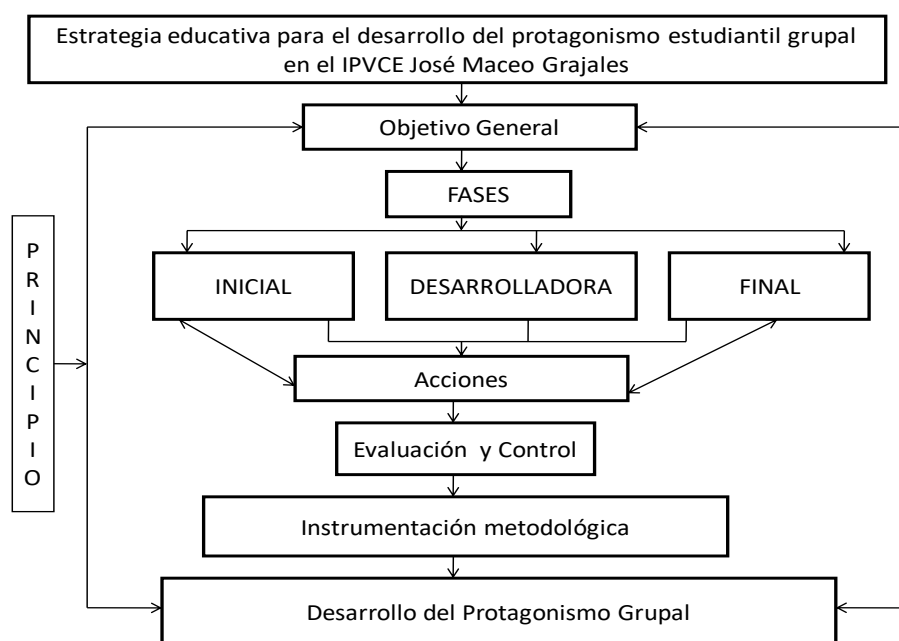 Estrategia educativa para el desarrollo del protagonismo estudiantil grupal
en el IPVCE José Maceo Grajales
Objetivo General
FASES
PRINCIPIO
INICIAL
DESARROLLADORA
FINAL
Acciones
Evaluación y Control
Instrumentación metodológica
Desarrollo del Protagonismo Grupal